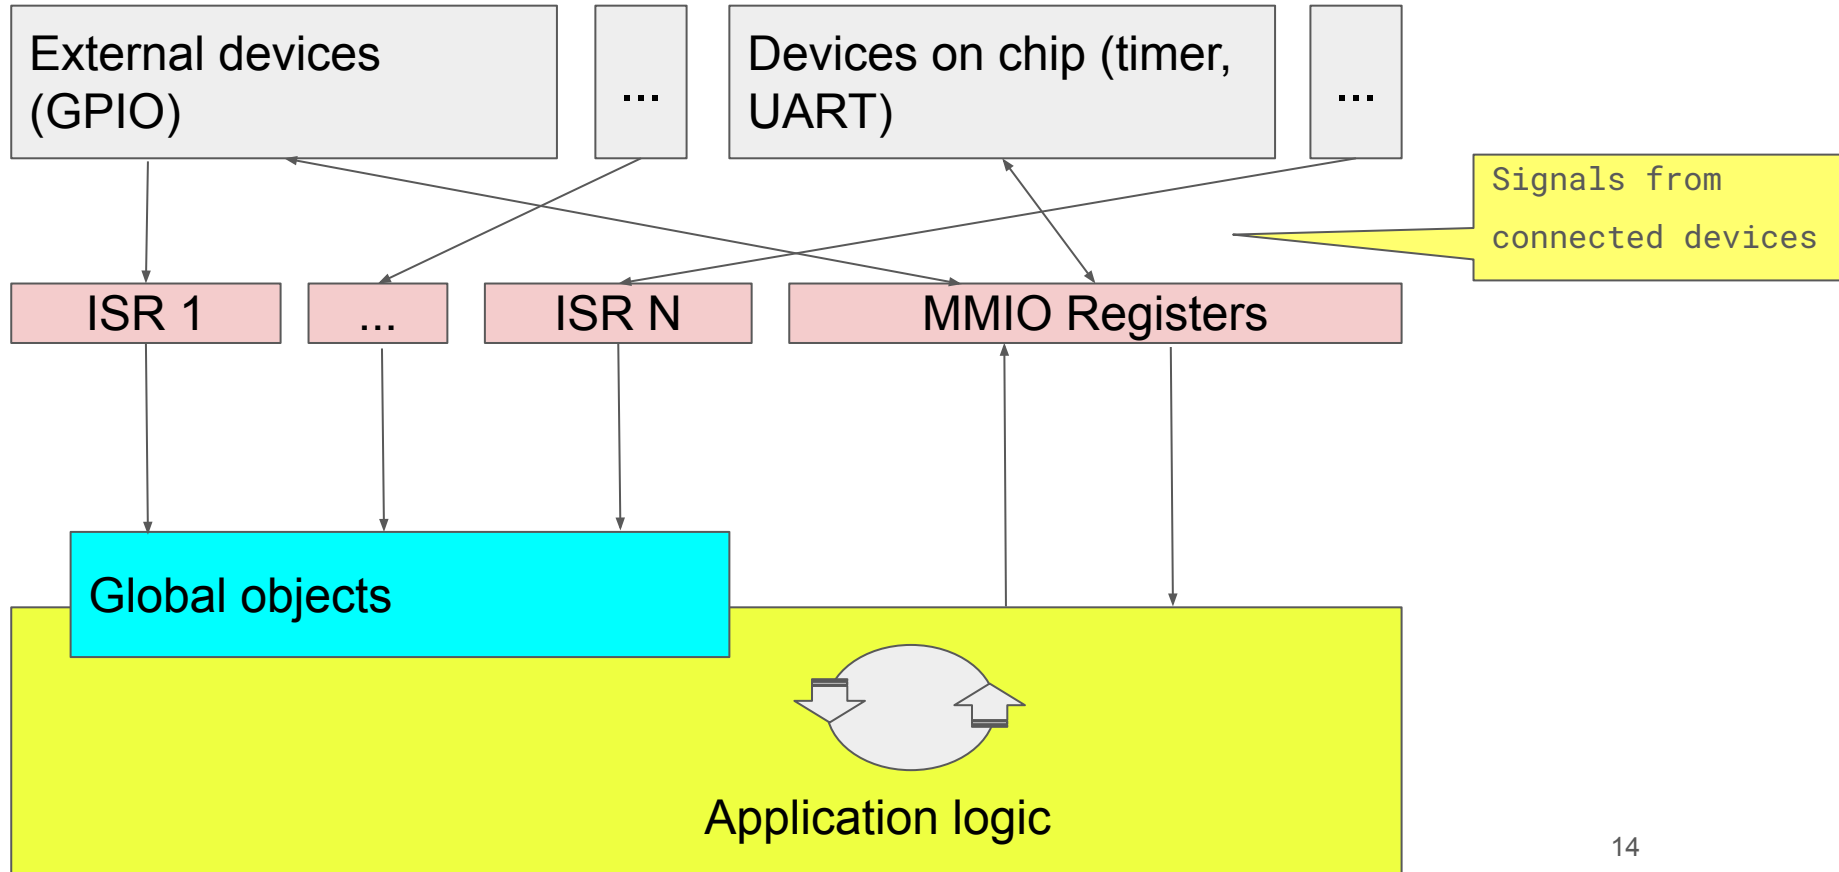 External devices
(GPIO)
...
Devices on chip (timer,
UART)
...
Signals from
connected devices
ISR 1
...
ISR N
MMIO Registers
Global objects
Application logic
14